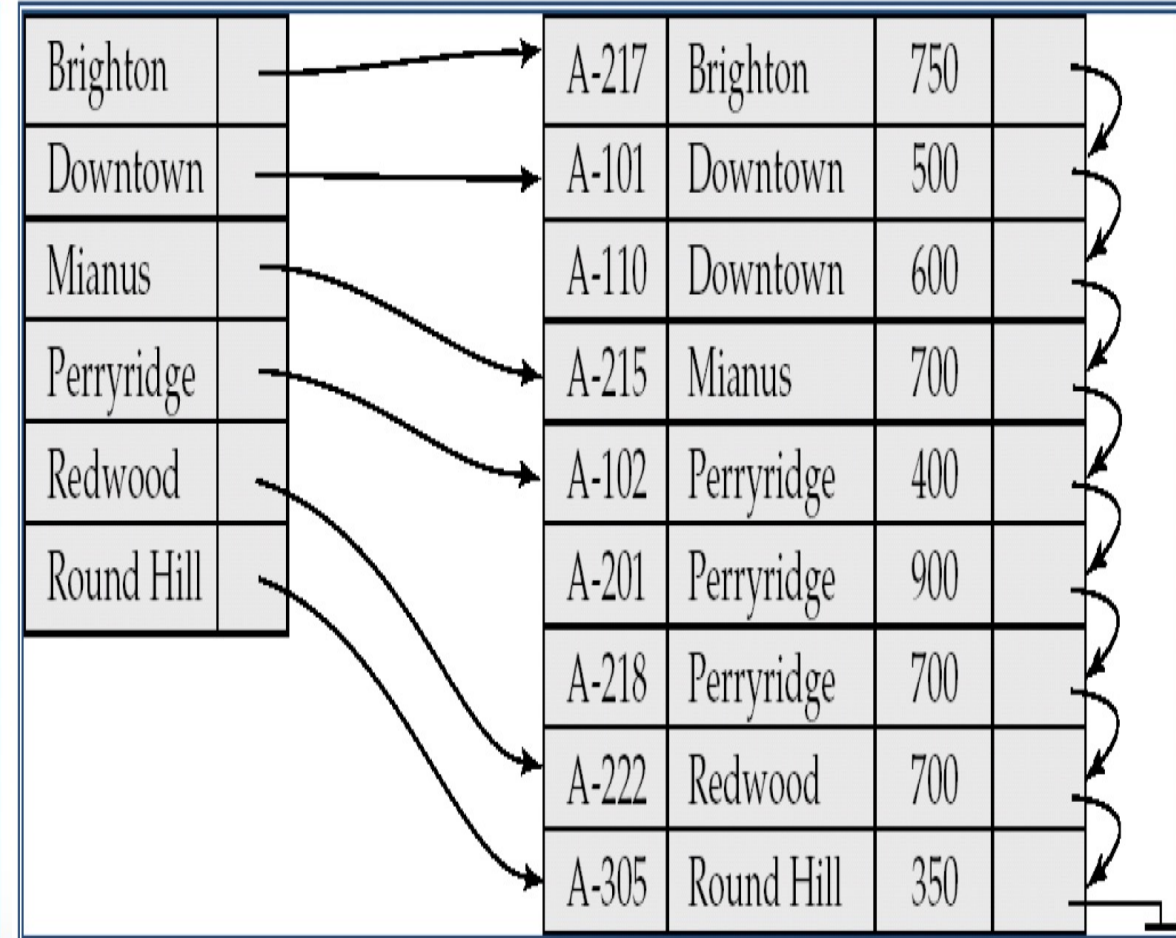 Brighton
Downtown
Mianus
Perryridge
Redwood
Round Hill
A-217 Brighton 750
A-101 Downtown 500
A-110 Downtown 600
A-215 Mianus 700
A-102 Perryridge 400
A-201 Perryridge 900
A-218 Perryridge 700
A-222 Redwood 700
A-305 Round Hill 350